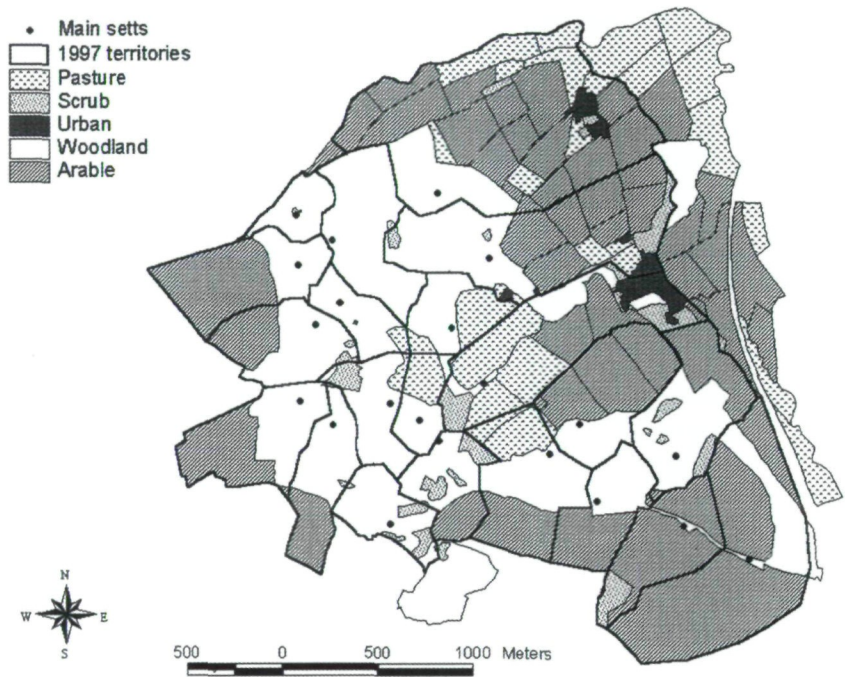 Main setts
1997 territories
Pasture
Scrub
Urban
Woodland
Arable
N
W E
S
500 0 500 1000 Meters